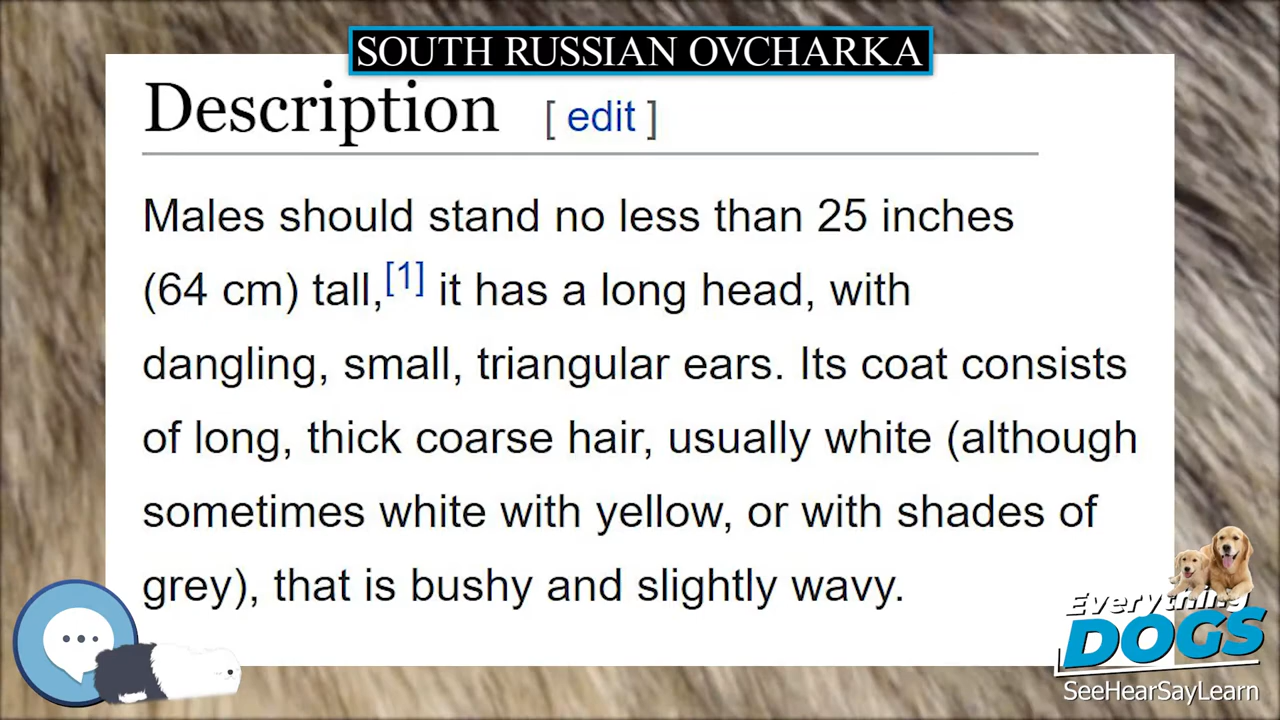 SOUTH RUSSIAN OVCHARKA
Description [ edit ]
Males should stand no less than 25 inches
(64 cm) tall,[1] it has a long head, with
dangling, small, triangular ears. Its coat consists
of long, thick coarse hair, usually white (although
sometimes white with yellow, or with shades of
grey), that is bushy and slightly wavy.
Everything
DOGS
SeeHearSayLearn